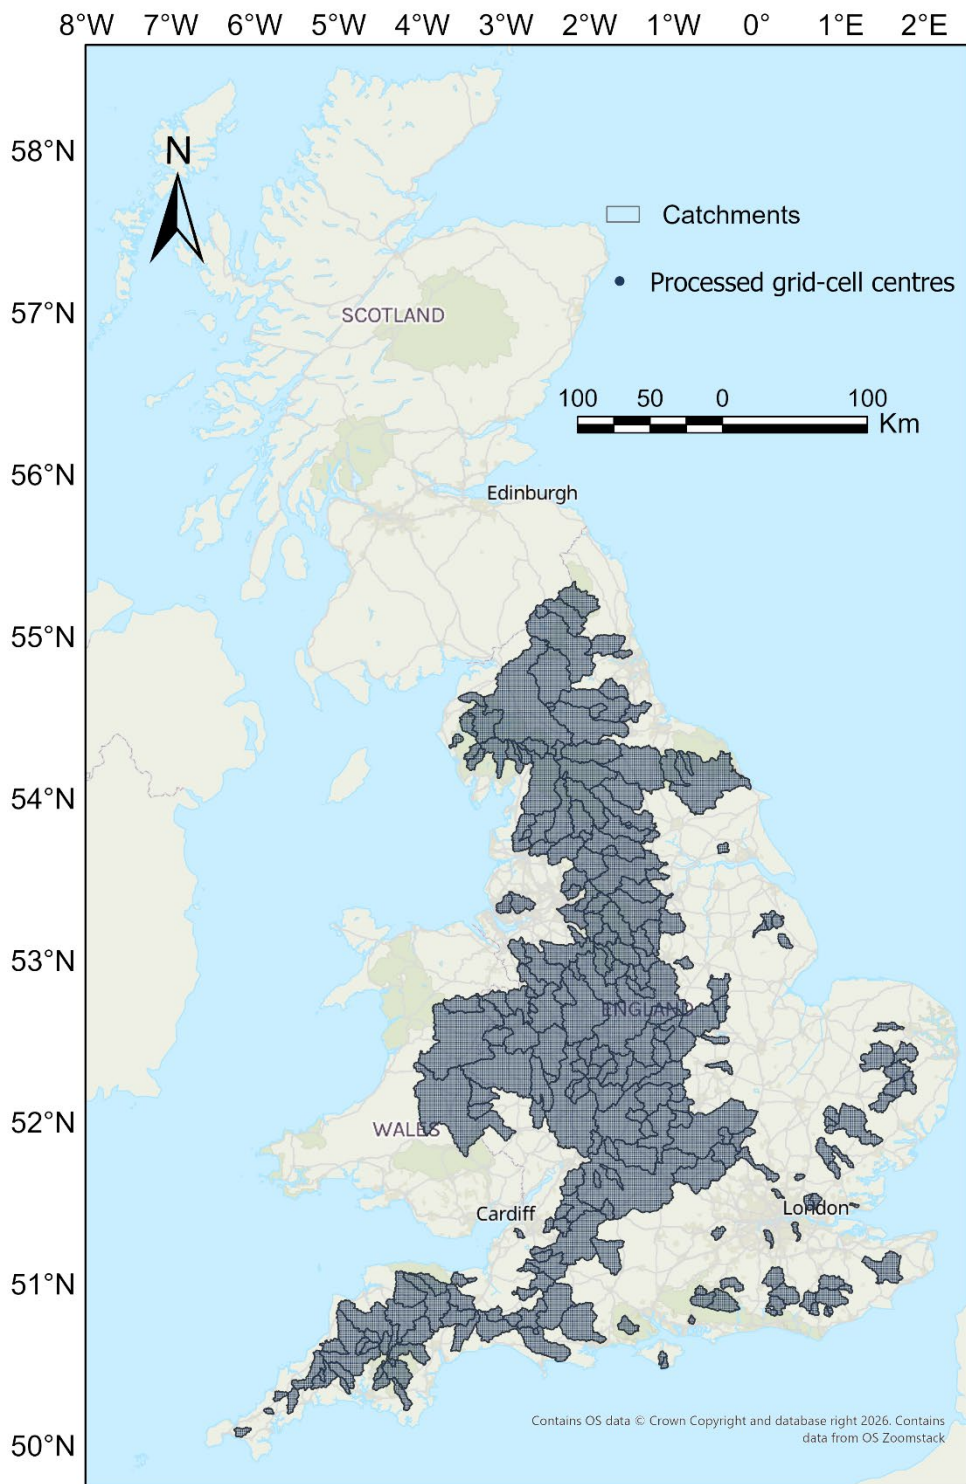 8°W 7°W 6°W 5°W 4°W 3°W 2°W 1°W 0° 1°E 2°E
58°N
N
Catchments
Processed grid-cell centres
57°N
SCOTLAND
100 50 0 100
Km
56°N
Edinburgh
55°N
54°N
53°N
ENGLAND
52°N
WALES
Cardiff
London
51°N
Contains OS data © Crown Copyright and database right 2026. Contains
data from OS Zoomstack
50°N